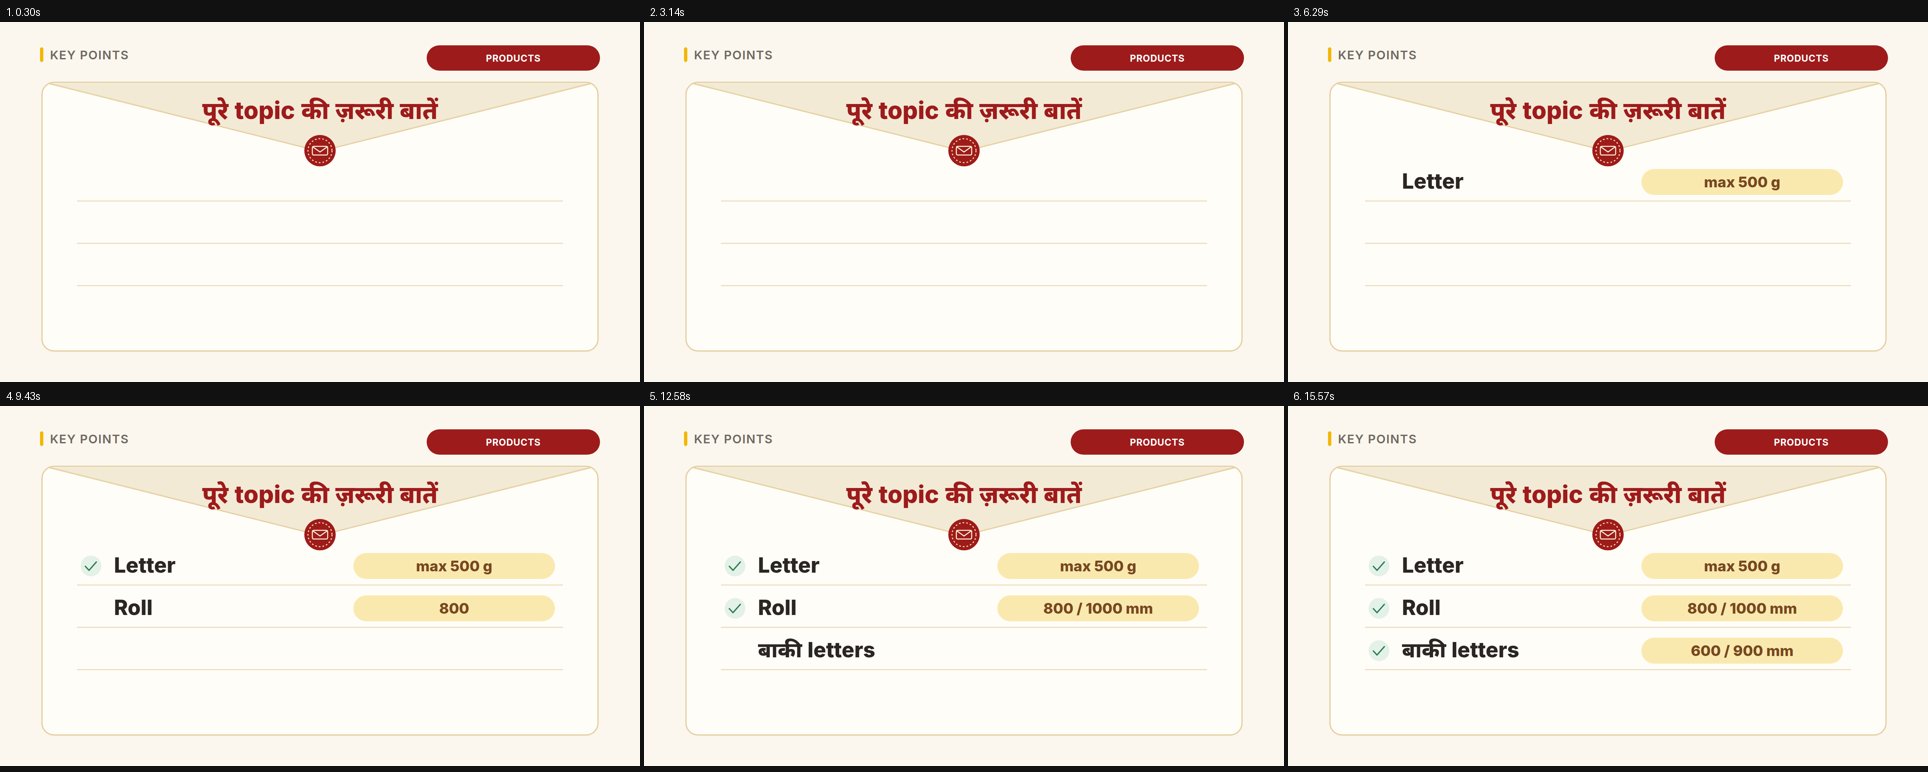 1. 0.30s
KEY POINTS
PRODUCTS
पूरे topic की ज़रूरी बातें
2. 3.14s
KEY POINTS
PRODUCTS
पूरे topic की ज़रूरी बातें
3. 6.29s
KEY POINTS
PRODUCTS
पूरे topic की ज़रूरी बातें
Letter max 500 g
4. 9.43s
KEY POINTS
PRODUCTS
पूरे topic की ज़रूरी बातें
Letter max 500 g
Roll 800
5. 12.58s
KEY POINTS
PRODUCTS
पूरे topic की ज़रूरी बातें
Letter max 500 g
Roll 800 / 1000 mm
बाकी letters
6. 15.57s
KEY POINTS
PRODUCTS
पूरे topic की ज़रूरी बातें
Letter max 500 g
Roll 800 / 1000 mm
बाकी letters 600 / 900 mm